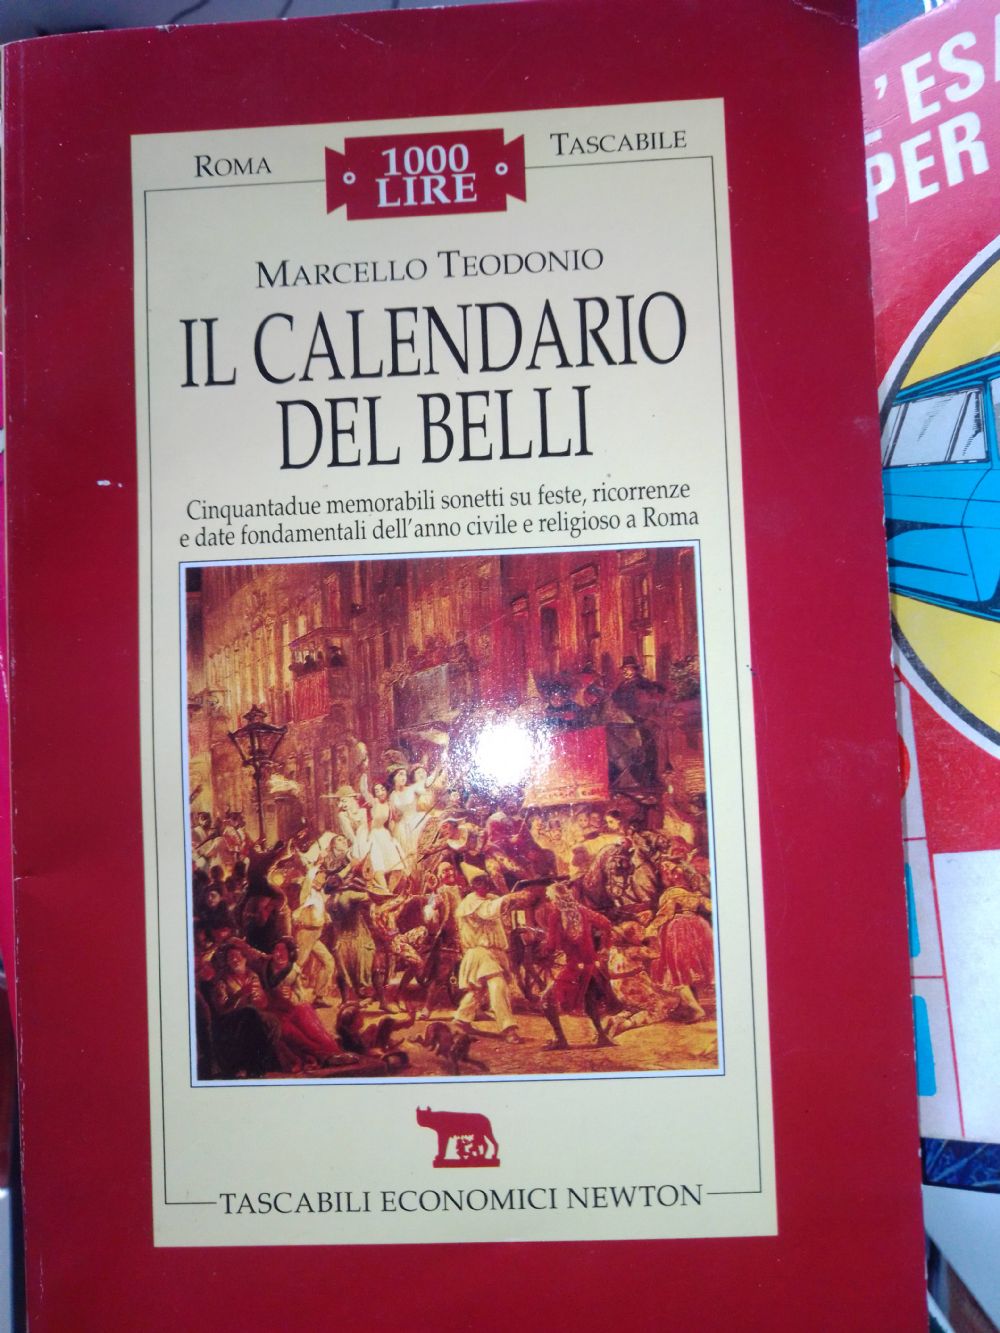 ROMA
1000
LIRE
TASCABILE
MARCELLO TEODONIO
IL CALENDARIO
DEL BELLI
Cinquantadue memorabili sonetti su feste, ricorrenze
e date fondamentali dell'anno civile e religioso a Roma
TASCABILI ECONOMICI NEWTON
PER